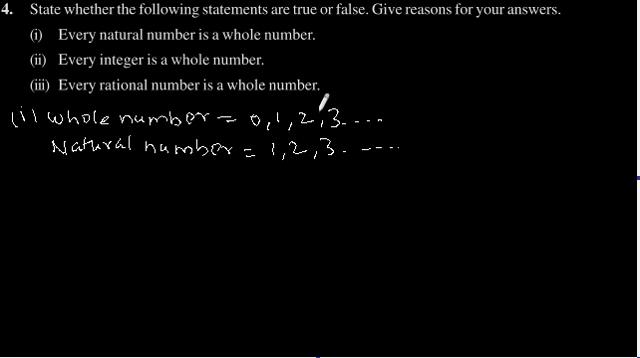 4. State whether the following statements are true or false. Give reasons for your answers.
(i) Every natural number is a whole number.
(ii) Every integer is a whole number.
(iii) Every rational number is a whole number.
(i) whole number = 0,1,2,3....
Natural number = 1,2,3. ----